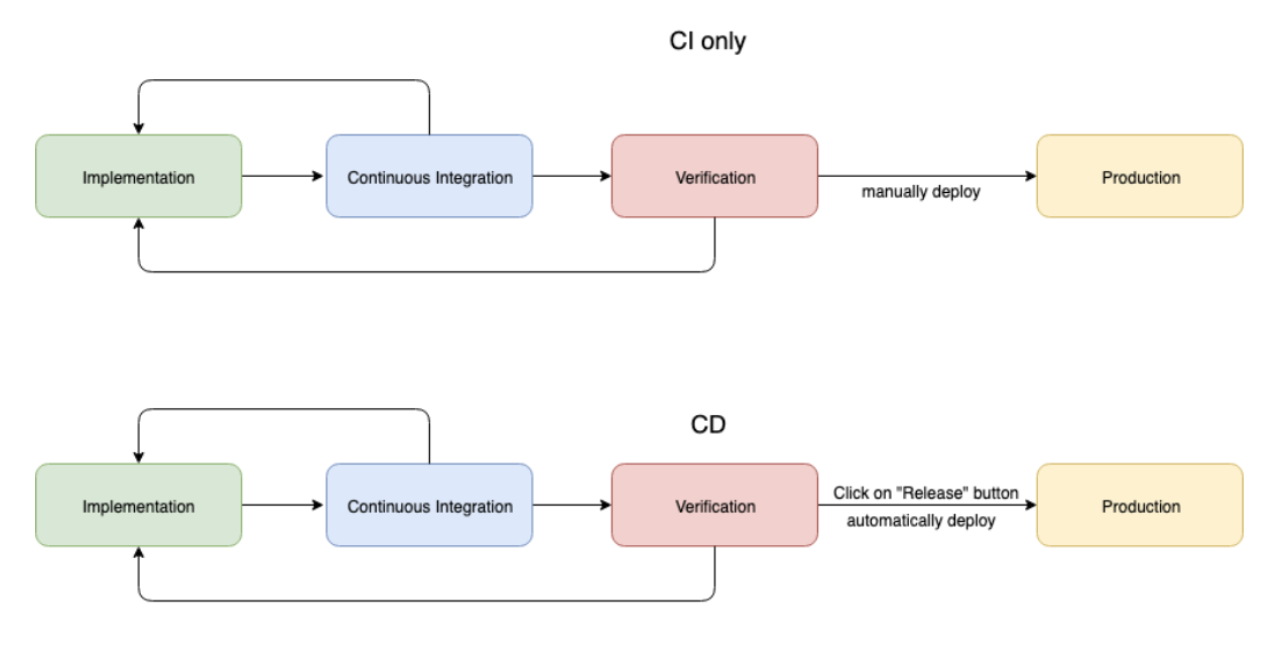 CI only
Implementation
Continuous Integration
Verification
manually deploy
Production
CD
Implementation
Continuous Integration
Verification
Click on "Release" button
automatically deploy
Production